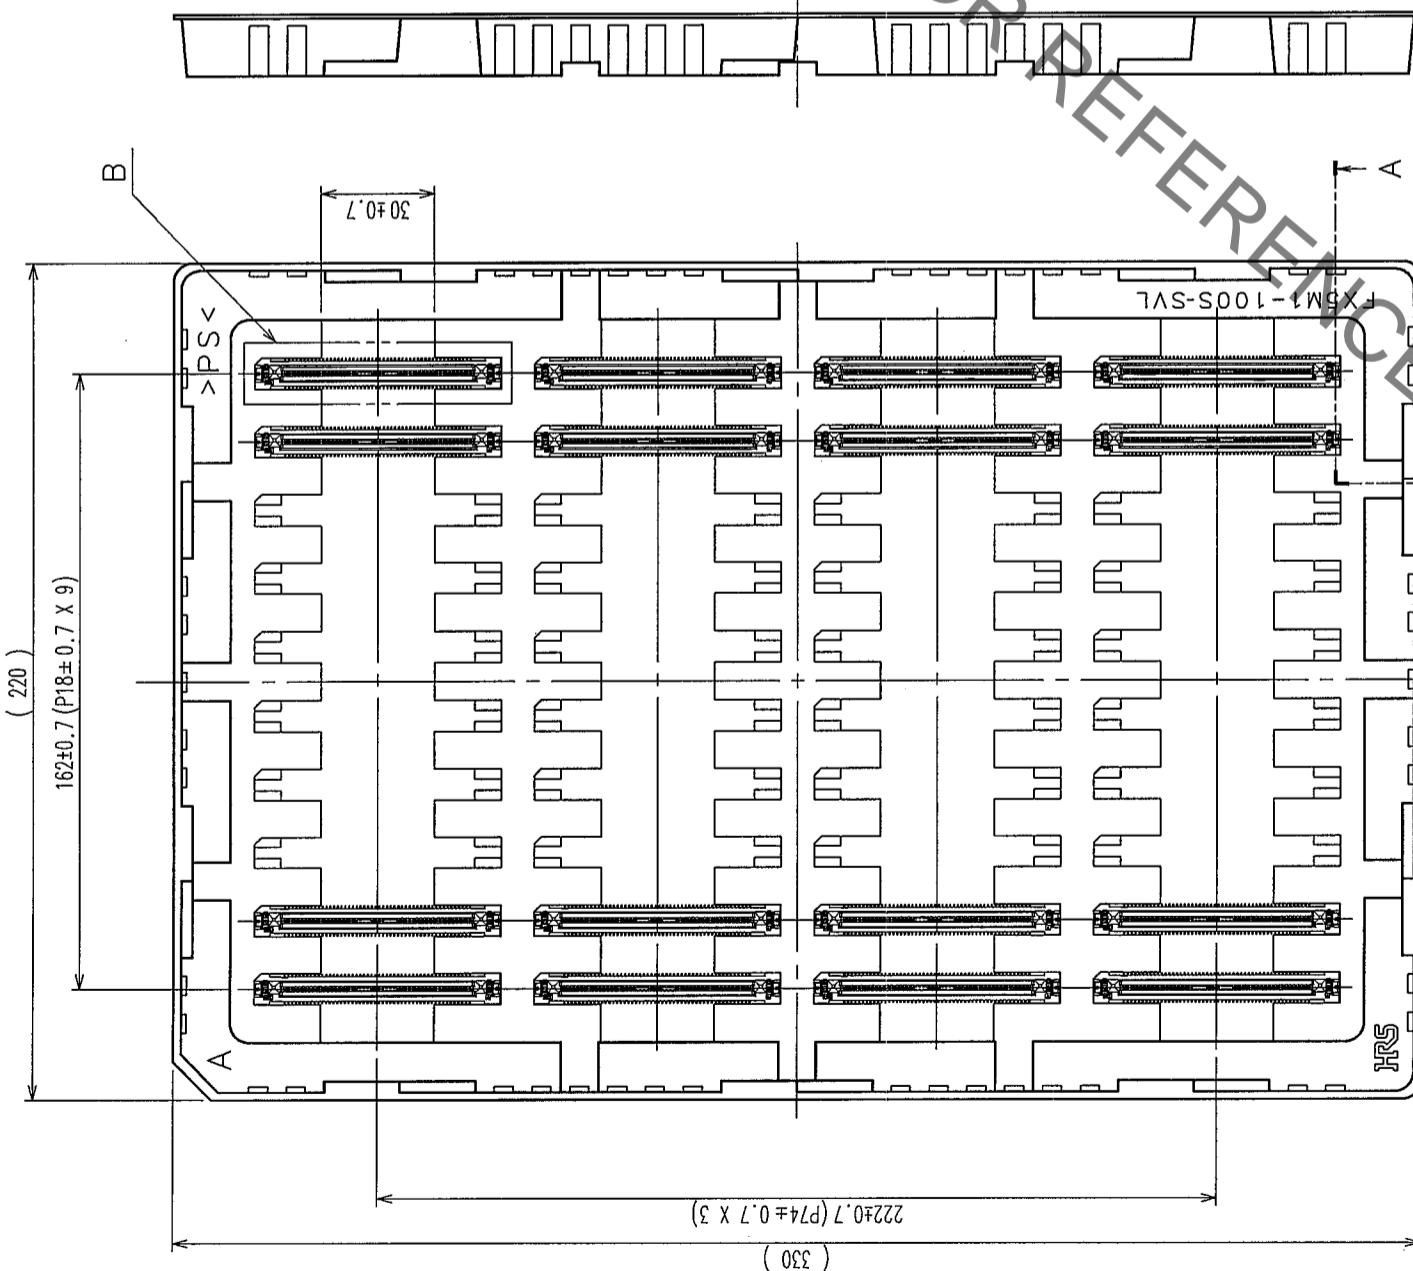 FOR REFERENCE
B
30±0.7
A
( 220 )
162±0.7 (P18±0.7 X 9)
>PS<
FX5M1-100S-SVL
A
HRS
222±0.7 (P74±0.7 X 3)
( 330 )